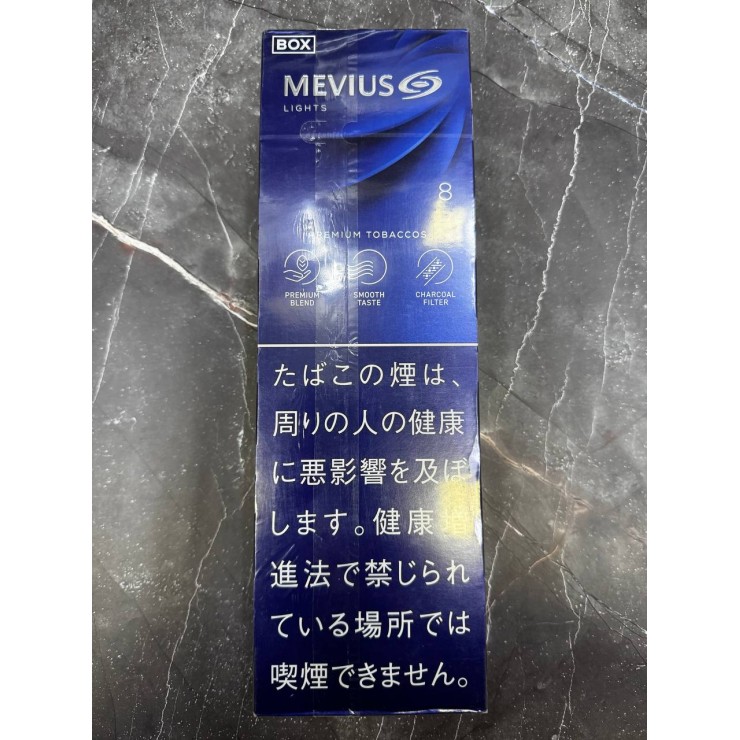 BOX
MEVIUS
LIGHTS
8
PREMIUM TOBACCOS
PREMIUM BLEND
SMOOTH TASTE
CHARCOAL FILTER
たばこの煙は、
周りの人の健康
に悪影響を及ぼ
します。健康増
進法で禁じられ
ている場所では
喫煙できません。